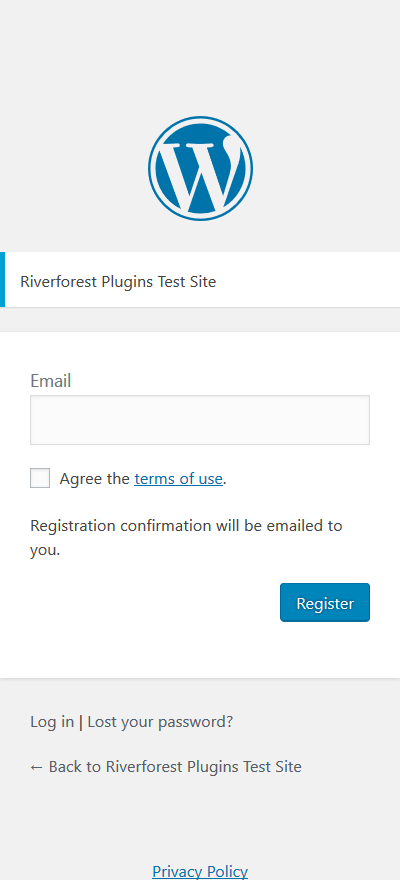 Riverforest Plugins Test Site
Email
Agree the terms of use.
Registration confirmation will be emailed to
you.
Register
Log in | Lost your password?
← Back to Riverforest Plugins Test Site
Privacy Policy